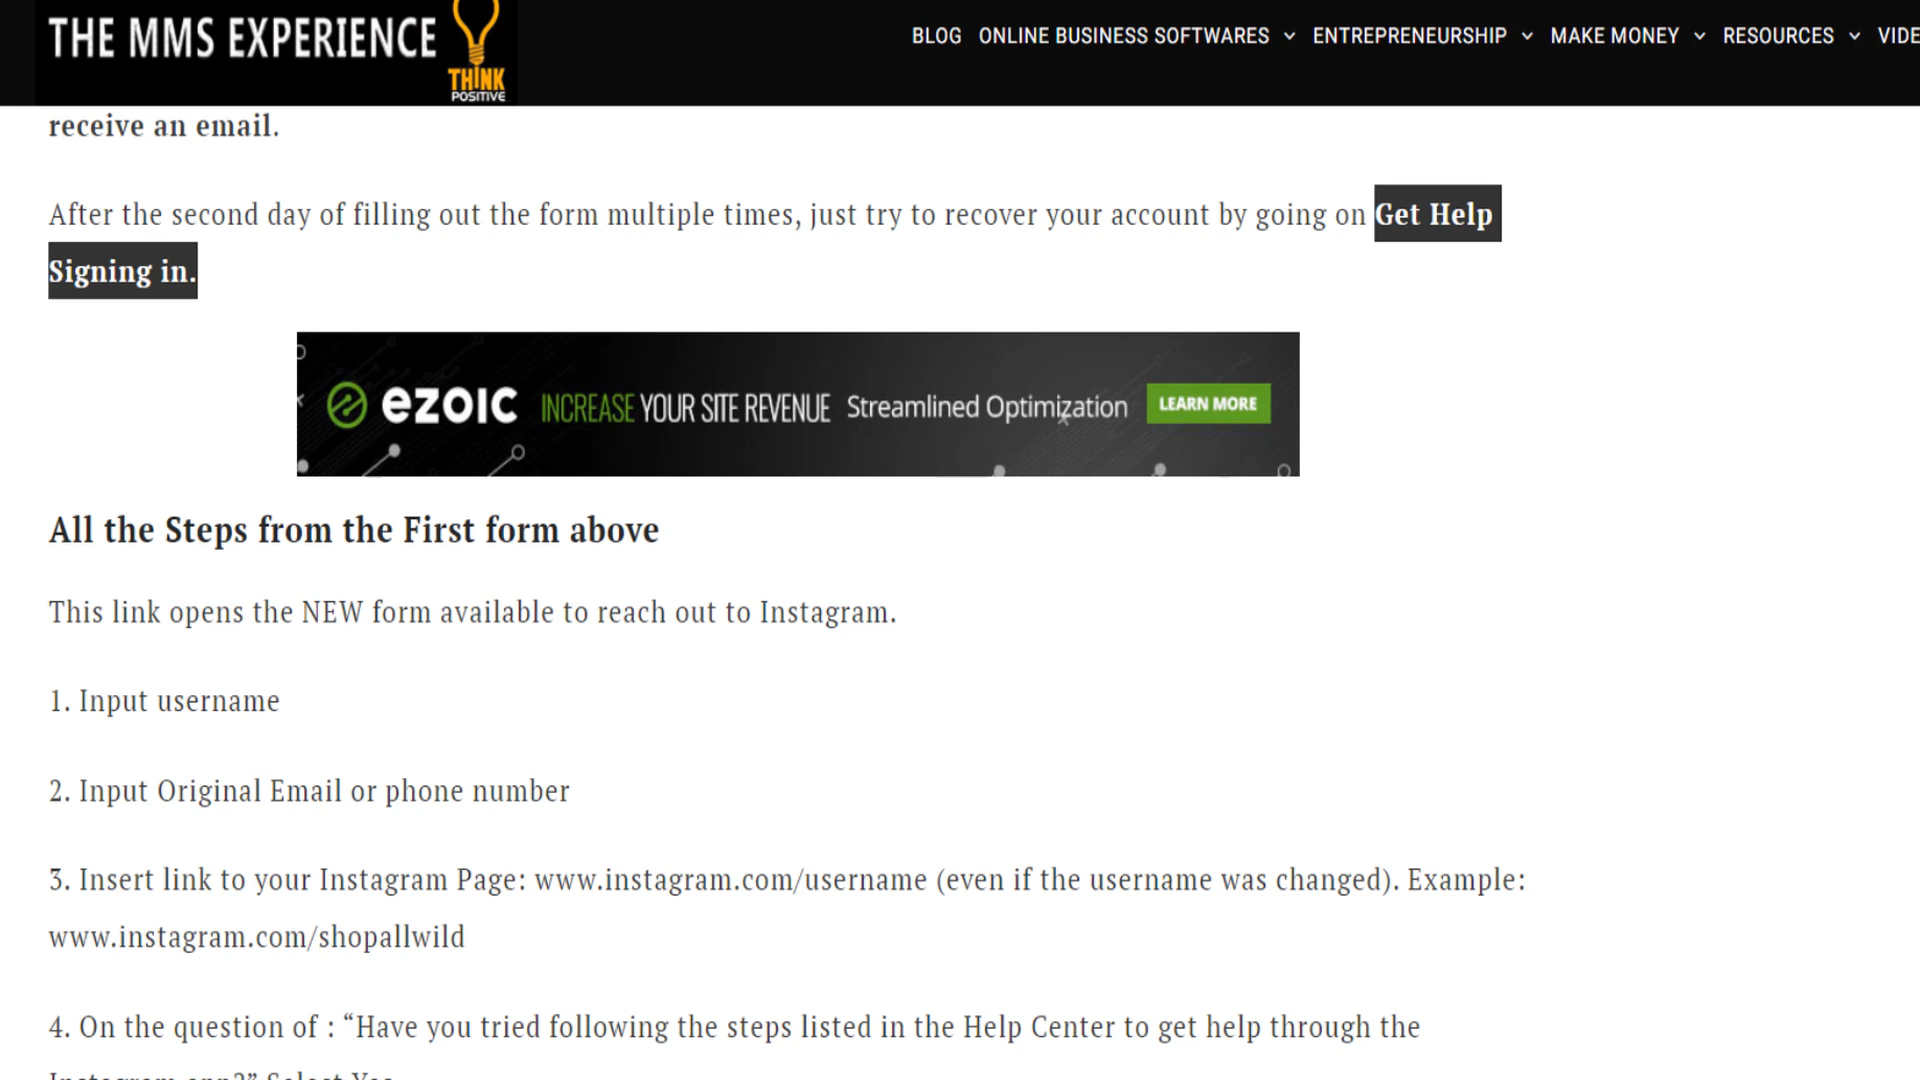 THE MMS EXPERIENCE
THINK
POSITIVE
BLOG ONLINE BUSINESS SOFTWARES ENTREPRENEURSHIP MAKE MONEY RESOURCES VIDE
receive an email.
After the second day of filling out the form multiple times, just try to recover your account by going on Get Help
Signing in.
ezoic INCREASE YOUR SITE REVENUE Streamlined Optimization LEARN MORE
All the Steps from the First form above
This link opens the NEW form available to reach out to Instagram.
1. Input username
2. Input Original Email or phone number
3. Insert link to your Instagram Page: www.instagram.com/username (even if the username was changed). Example:
www.instagram.com/shopallwild
4. On the question of : “Have you tried following the steps listed in the Help Center to get help through the
Instagram app?” Select Yes